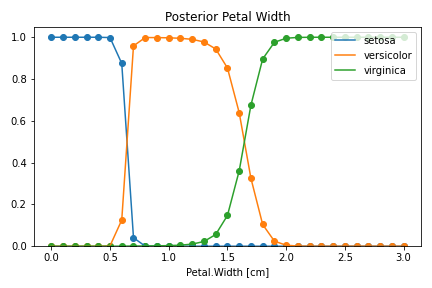 Posterior Petal Width
1.0
0.8
0.6
0.4
0.2
0.0
setosa
versicolor
virginica
0.0 0.5 1.0 1.5 2.0 2.5 3.0
Petal.Width [cm]